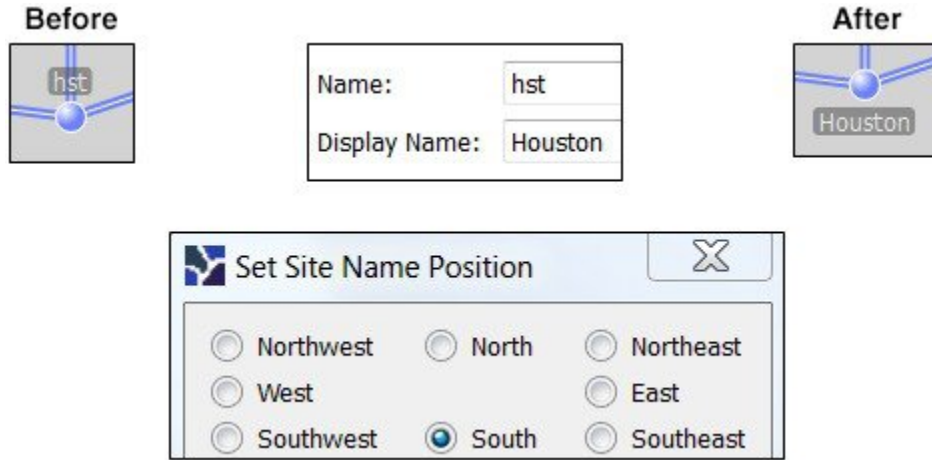 Before
After
hst
Name: hst
Display Name: Houston
Houston
Set Site Name Position
Northwest North Northeast
West East
Southwest South Southeast